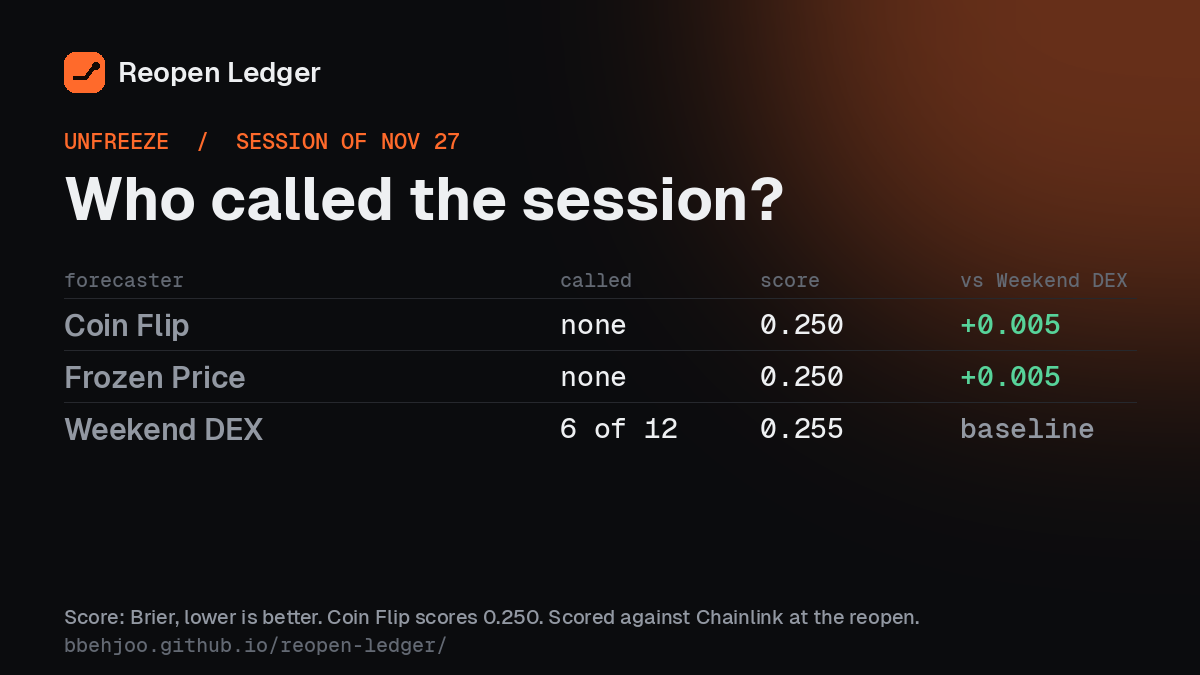 Reopen Ledger
UNFREEZE / SESSION OF NOV 27
Who called the session?
forecaster called score vs Weekend DEX
Coin Flip none 0.250 +0.005
Frozen Price none 0.250 +0.005
Weekend DEX 6 of 12 0.255 baseline
Score: Brier, lower is better. Coin Flip scores 0.250. Scored against Chainlink at the reopen.
bbehjoo.github.io/reopen-ledger/